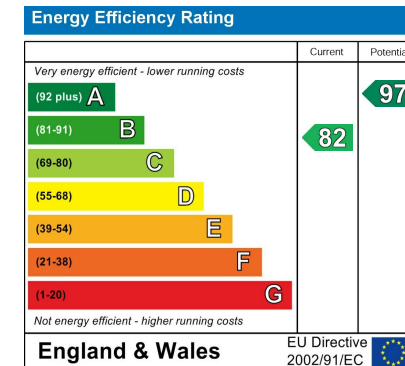 Energy Efficiency Rating
Current
Potentia
Very energy efficient - lower running costs
(92 plus) A
97
(81-91) B
82
(69-80) C
(55-68) D
(39-54) E
(21-38) F
(1-20) G
Not energy efficient - higher running costs
England & Wales
EU Directive
2002/91/EC